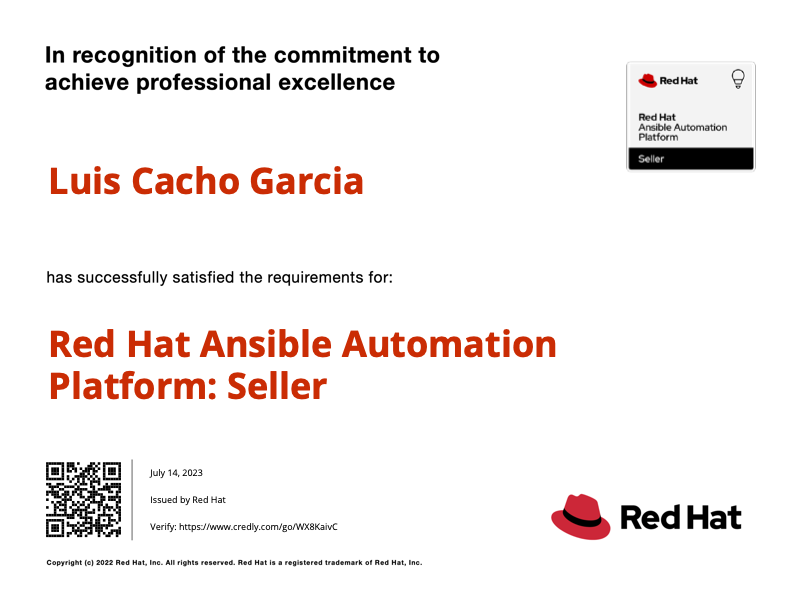 In recognition of the commitment to
achieve professional excellence
Red Hat
Red Hat
Ansible Automation
Platform
Seller
Luis Cacho Garcia
has successfully satisfied the requirements for:
Red Hat Ansible Automation
Platform: Seller
July 14, 2023
Issued by Red Hat
Verify: https://www.credly.com/go/WX8KaivC
Red Hat
Copyright (c) 2022 Red Hat, Inc. All rights reserved. Red Hat is a registered trademark of Red Hat, Inc.